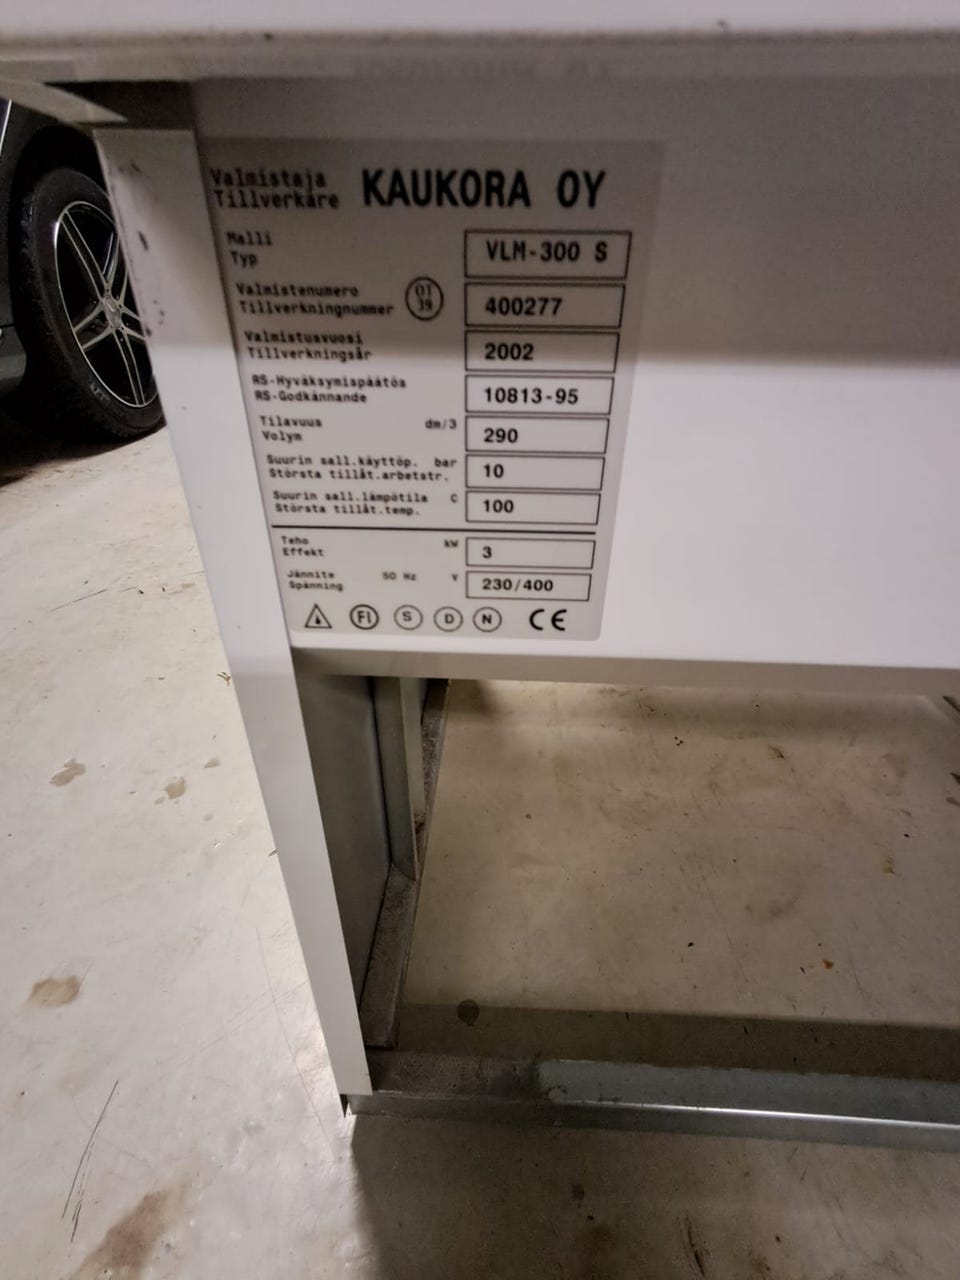 Valmistaja KAUKORA OY
Tillverkare
Malli VLM-300 S
Typ
Valmistenumero 400277
Tillverkningnummer
Valmistusvuosi 2002
Tillverkningsår
RS-Hyväksymispäätös 10813-95
RS-Godkännande
Tilavuus dm/3 290
Volym
Suurin sall.käyttöp. bar 10
Största tillåt.arbetstr.
Suurin sall.lämpötila C 100
Största tillåt.temp.
Teho kW 3
Effekt
Jännite 50 Hz V 230/400
Spänning
FI S D N CE